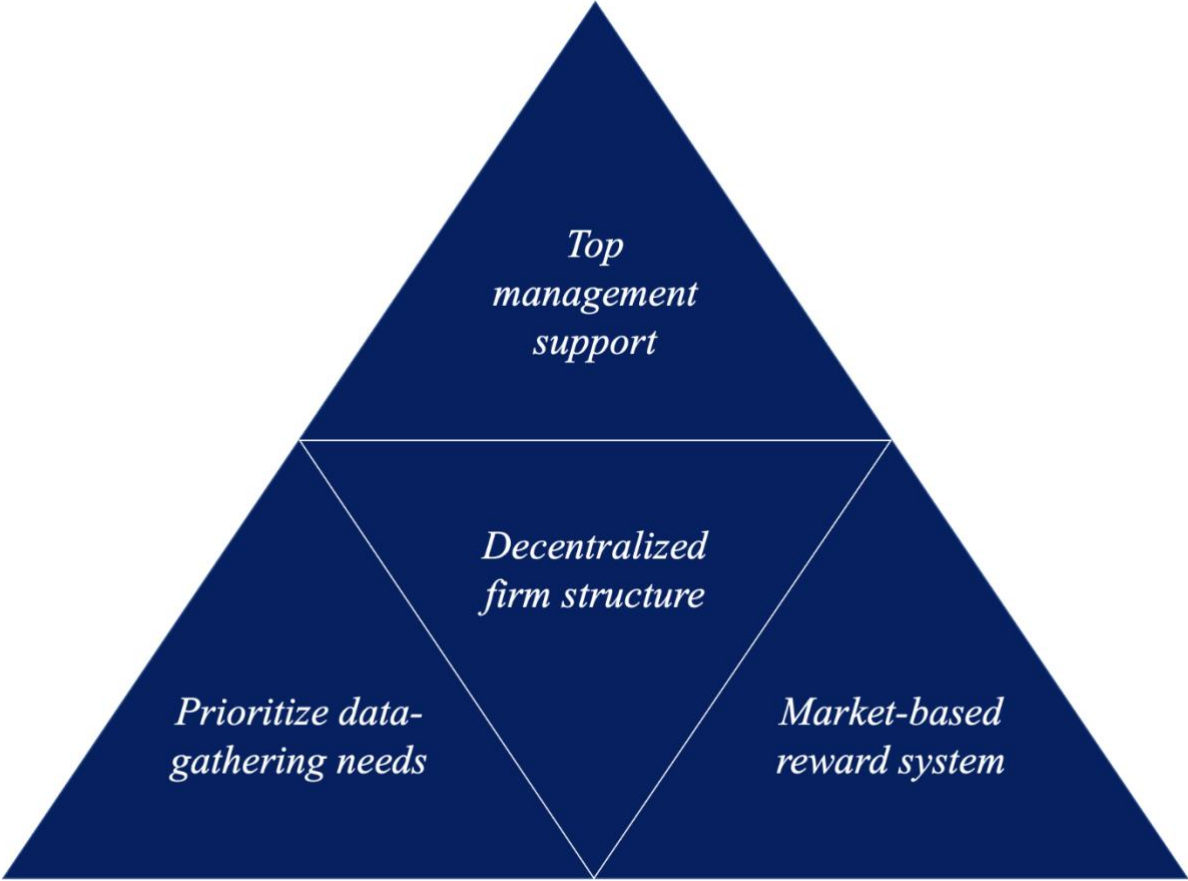 Top
management
support
Decentralized
firm structure
Prioritize data-
gathering needs
Market-based
reward system